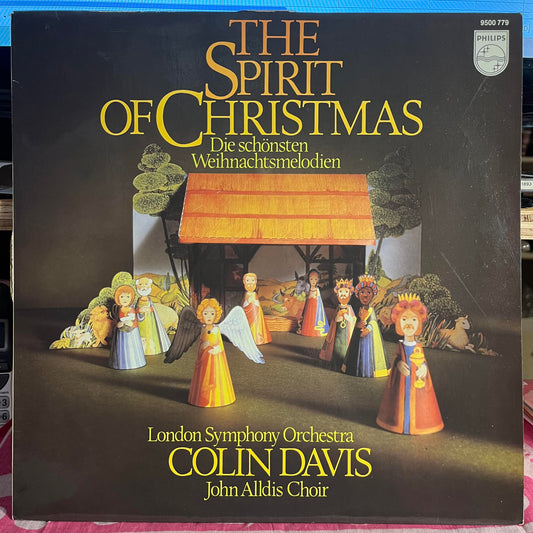 9500 779
PHILIPS
THE
SPIRIT
OF CHRISTMAS
Die schönsten
Weihnachtsmelodien
London Symphony Orchestra
COLIN DAVIS
John Alldis Choir